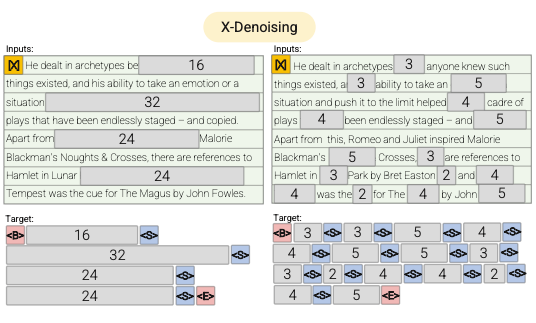 X-Denoising
Inputs:
He dealt in archetypes be 16
things existed, and his ability to take an emotion or a
situation 32
plays that have been endlessly staged – and copied.
Apart from 24 Malorie
Blackman's Noughts & Crosses, there are references to
Hamlet in Lunar 24
Tempest was the cue for The Magus by John Fowles.
Target:
<B> 16 <S>
32 <S>
24 <S>
24 <S> <E>
Inputs:
He dealt in archetypes 3 anyone knew such
things existed, a 3 ability to take an 5
situation and push it to the limit helped 4 cadre of
plays 4 been endlessly staged – and 5
Apart from this, Romeo and Juliet inspired Malorie
Blackman's 5 Crosses, 3 are references to
Hamlet in 3 Park by Bret Easton 2 and 4
4 was the 2 for The 4 by John 5
Target:
<B> 3 <S> 3 <S> 5 <S> 4 <S>
4 <S> 5 <S> 5 <S> 3 <S>
3 <S> 2 <S> 4 <S> 4 <S> 2 <S>
4 <S> 5 <E>